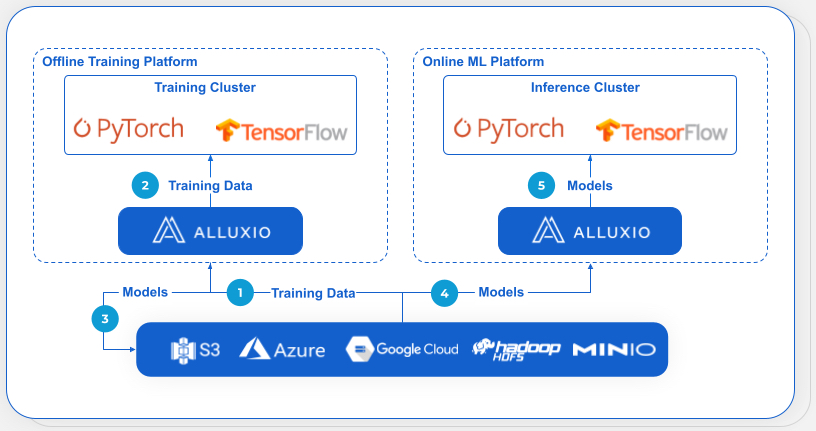 Offline Training Platform
Online ML Platform
Training Cluster
Inference Cluster
PyTorch
TensorFlow
PyTorch
TensorFlow
2
Training Data
5
Models
ALLUXIO
ALLUXIO
Models
1
Training Data
4
Models
3
S3
Azure
Google Cloud
hadoop
HDFS
MINIO